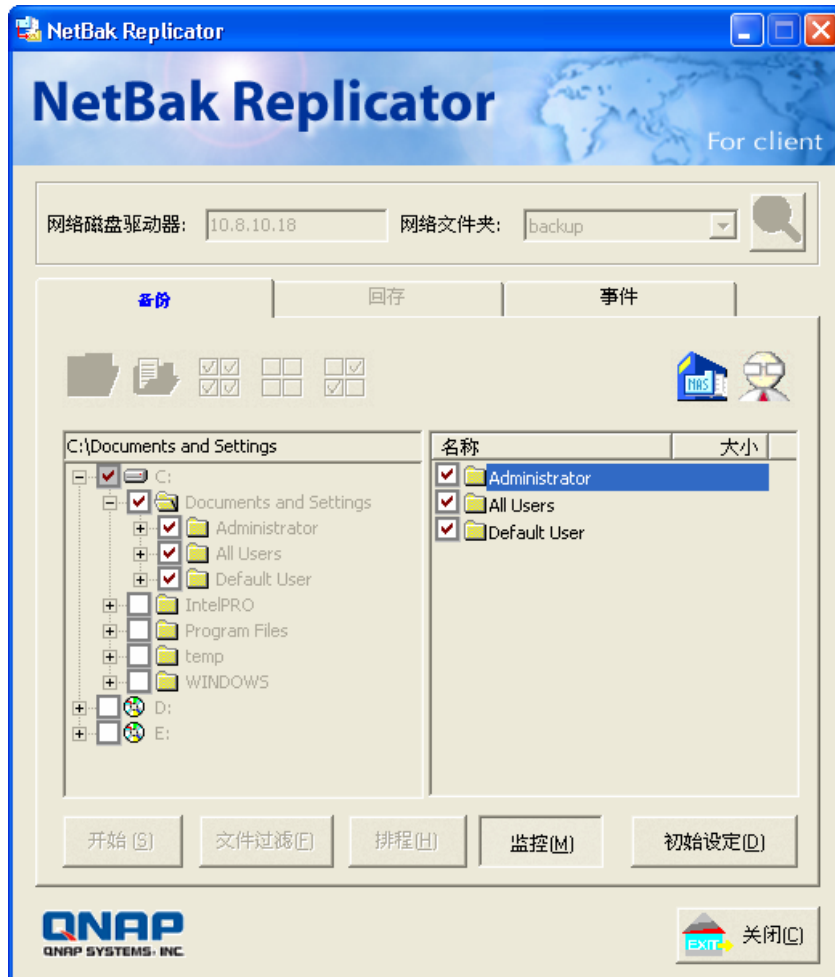 NetBak Replicator
NetBak Replicator
For client
网络磁盘驱动器: 10.8.10.18 网络文件夹: backup
备份 回存 事件
NAS
C:\Documents and Settings
名称 大小
C:
Documents and Settings
Administrator
All Users
Default User
IntelPRO
Program Files
temp
WINDOWS
D:
E:
Administrator
All Users
Default User
开始 (S) 文件过滤(F) 排程(H) 监控(M) 初始设定(D)
QNAP
QNAP SYSTEMS, INC.
EXIT 关闭(C)